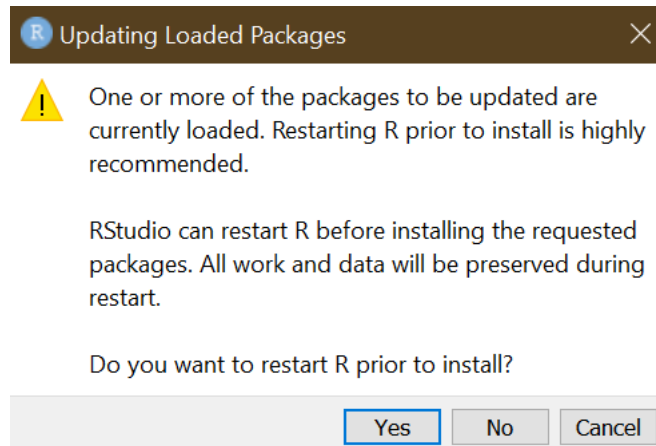 R Updating Loaded Packages
One or more of the packages to be updated are
currently loaded. Restarting R prior to install is highly
recommended.
RStudio can restart R before installing the requested
packages. All work and data will be preserved during
restart.
Do you want to restart R prior to install?
Yes No Cancel